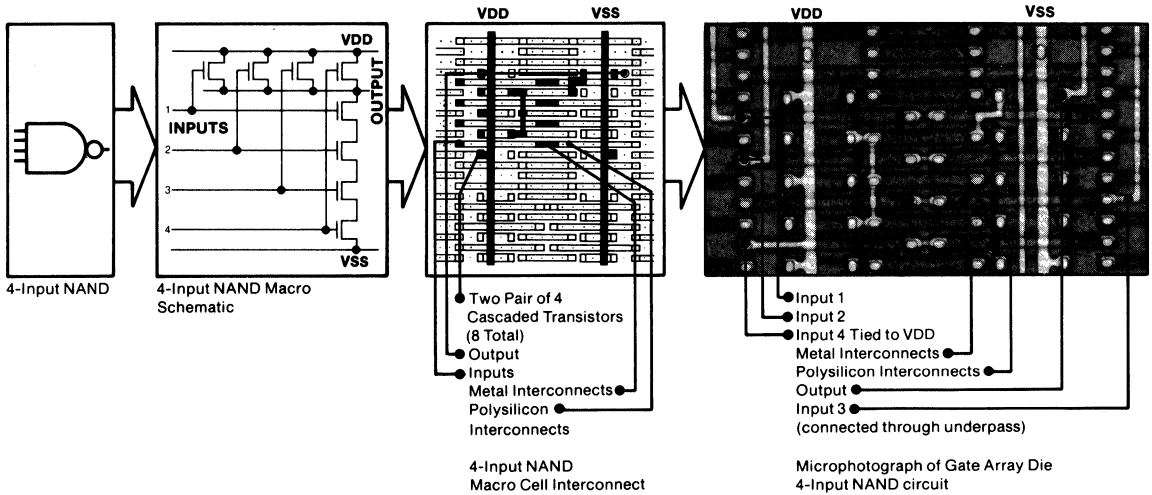 VDD
VSS
VDD
VSS
VDD
OUTPUT
1
INPUTS
2
3
4
VSS
4-Input NAND
4-Input NAND Macro
Schematic
Two Pair of 4
Cascaded Transistors
(8 Total)
Output
Inputs
Metal Interconnects
Polysilicon
Interconnects
4-Input NAND
Macro Cell Interconnect
Input 1
Input 2
Input 4 Tied to VDD
Metal Interconnects
Polysilicon Interconnects
Output
Input 3
(connected through underpass)
Microphotograph of Gate Array Die
4-Input NAND circuit